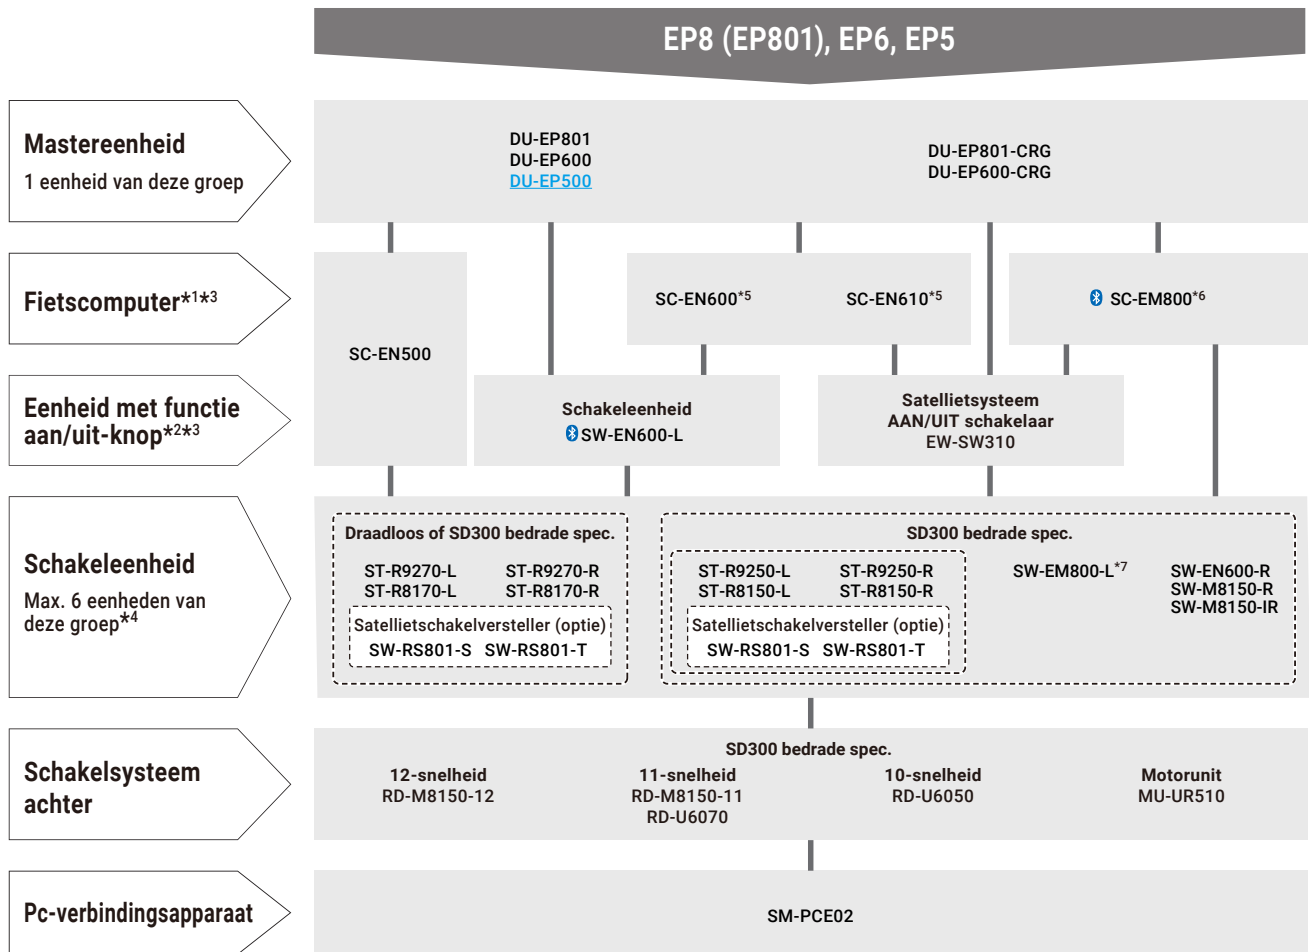 EP8 (EP801), EP6, EP5
Mastereenheid
1 eenheid van deze groep
DU-EP801
DU-EP600
DU-EP500
DU-EP801-CRG
DU-EP600-CRG
Fietscomputer*1*3
SC-EN500
SC-EN600*5
SC-EN610*5
SC-EM800*6
Eenheid met functie
aan/uit-knop*2*3
Schakeleenheid
SW-EN600-L
Satellietsysteem
AAN/UIT schakelaar
EW-SW310
Schakeleenheid
Max. 6 eenheden van
deze groep*4
Draadloos of SD300 bedrade spec.
ST-R9270-L ST-R9270-R
ST-R8170-L ST-R8170-R
Satellietschakelversteller (optie)
SW-RS801-S SW-RS801-T
SD300 bedrade spec.
ST-R9250-L ST-R9250-R
ST-R8150-L ST-R8150-R
Satellietschakelversteller (optie)
SW-RS801-S SW-RS801-T
SW-EM800-L*7
SW-EN600-R
SW-M8150-R
SW-M8150-IR
Schakelsysteem
achter
SD300 bedrade spec.
12-snelheid
RD-M8150-12
11-snelheid
RD-M8150-11
RD-U6070
10-snelheid
RD-U6050
Motorunit
MU-UR510
Pc-verbindingsapparaat
SM-PCE02